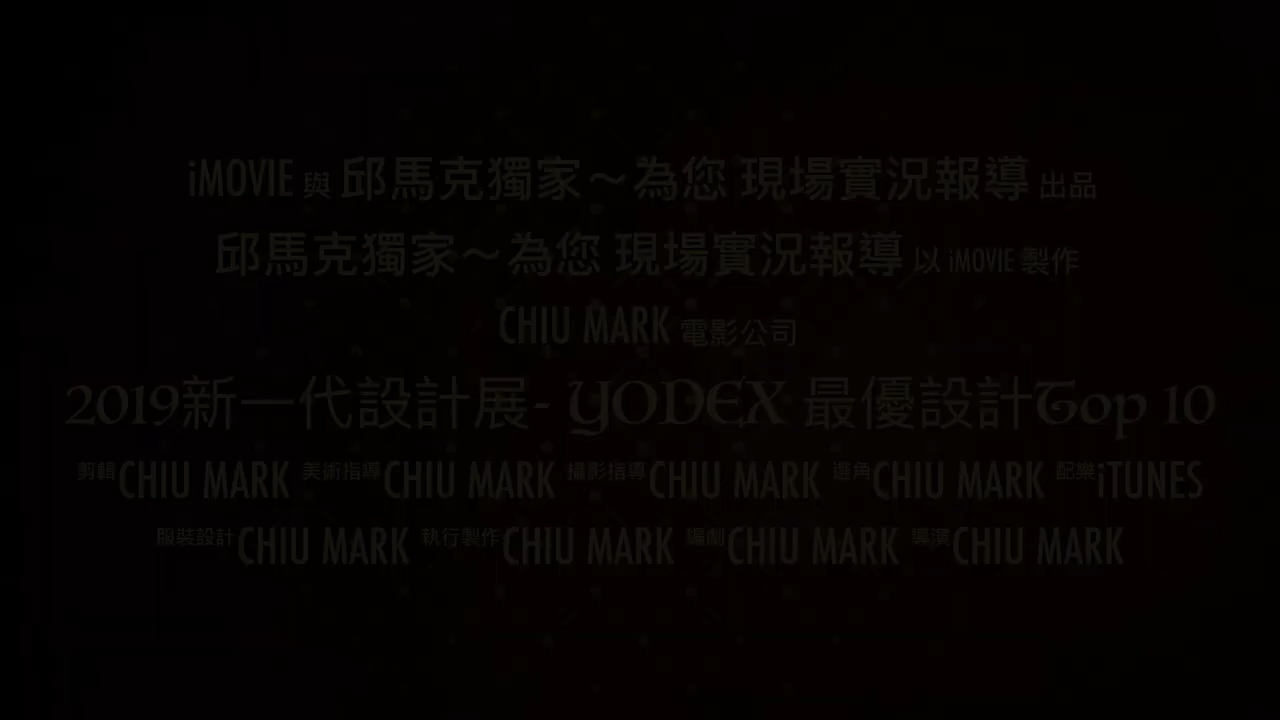 iMOVIE 與 邱馬克獨家～為您 現場實況報導 出品
邱馬克獨家～為您 現場實況報導 以 iMOVIE 製作
CHIU MARK 電影公司
2019新一代設計展- YODEX 最優設計Top 10
剪輯CHIU MARK 美術指導CHIU MARK 攝影指導CHIU MARK 選角CHIU MARK 配樂iTUNES
服裝設計CHIU MARK 執行製作CHIU MARK 編劇CHIU MARK 導演CHIU MARK